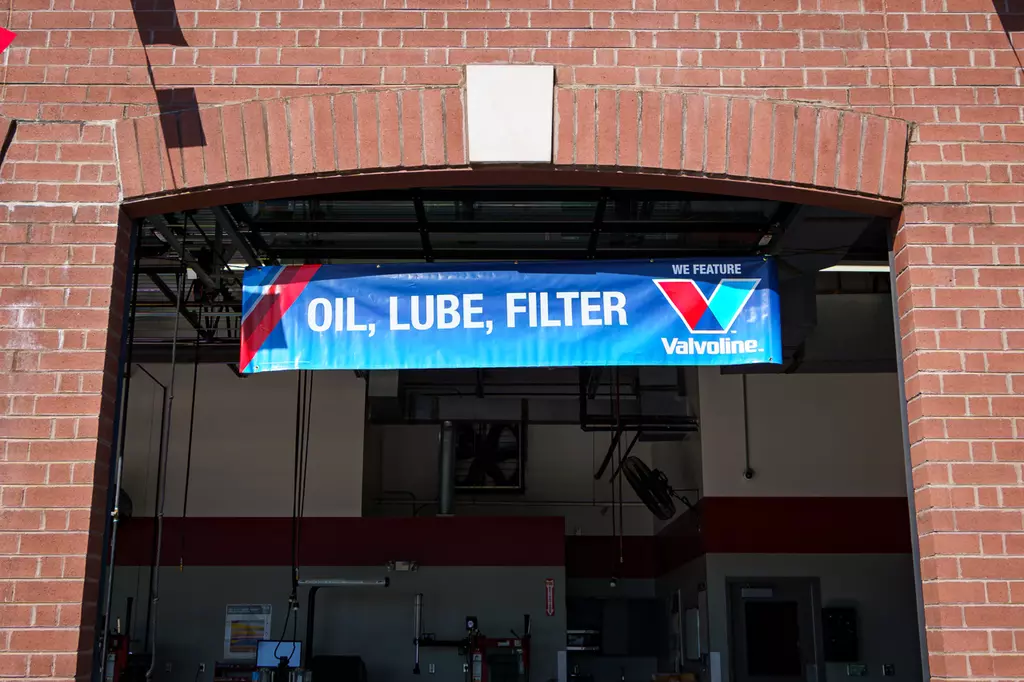 WE FEATURE
OIL, LUBE, FILTER
Valvoline